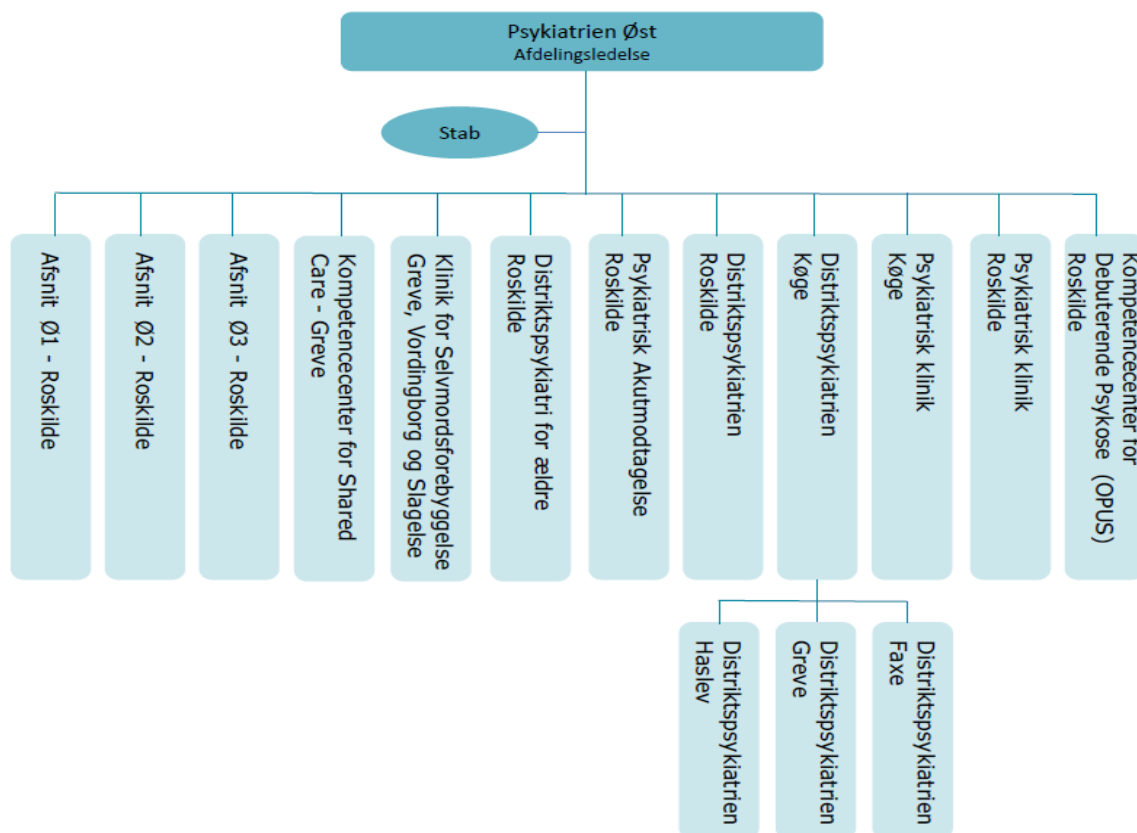 Psykiatrien Øst
Afdelingsledelse
Stab
Afsnit Ø1 - Roskilde
Afsnit Ø2 - Roskilde
Afsnit Ø3 - Roskilde
Kompetencecenter for Shared
Care - Greve
Klinik for Selvmordsforebyggelse
Greve, Vordingborg og Slagelse
Distriktspsykiatri for ældre
Roskilde
Psykiatrisk Akutmodtagelse
Roskilde
Distriktspsykiatrien
Roskilde
Distriktspsykiatrien
Køge
Psykiatrisk klinik
Køge
Psykiatrisk klinik
Roskilde
Kompetencecenter for
Debuterende Psykose (OPUS)
Roskilde
Distriktspsykiatrien
Haslev
Distriktspsykiatrien
Greve
Distriktspsykiatrien
Faxe